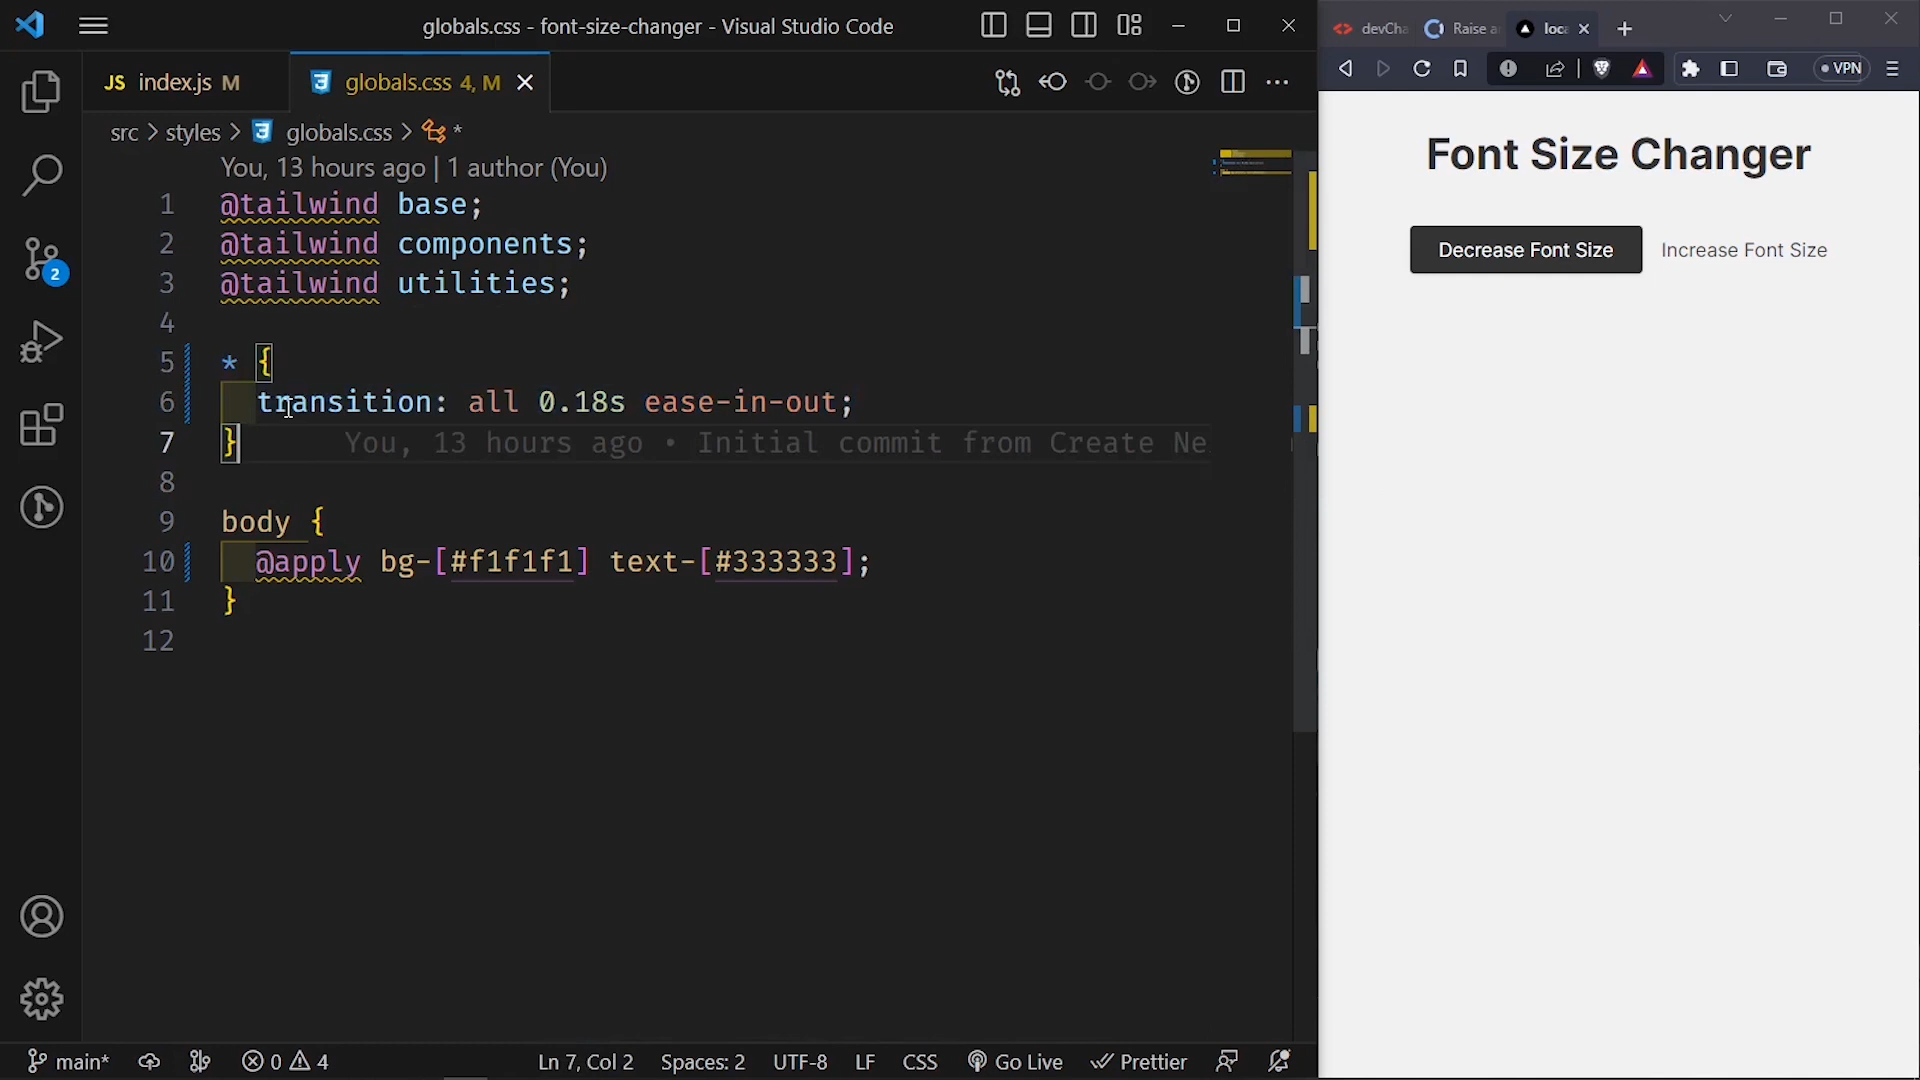 globals.css - font-size-changer - Visual Studio Code
JS index.js M
globals.css 4, M
src > styles > globals.css > *
You, 13 hours ago | 1 author (You)
1 @tailwind base;
2 @tailwind components;
3 @tailwind utilities;
4
5 * {
6 transition: all 0.18s ease-in-out;
7 } You, 13 hours ago • Initial commit from Create Ne
8
9 body {
10 @apply bg-[#f1f1f1] text-[#333333];
11 }
12
2
main* 0 4 Ln 7, Col 2 Spaces: 2 UTF-8 LF CSS Go Live Prettier
devCha Raise a loca
VPN
Font Size Changer
Decrease Font Size Increase Font Size